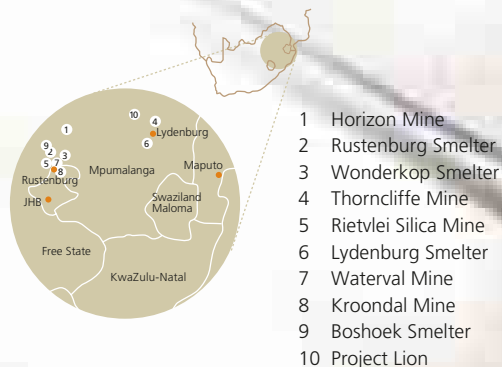 10
4
Lydenburg
1
6
9
2
3
5
7
8
Rustenburg
Mpumalanga
Maputo
JHB
Swaziland
Maloma
Free State
KwaZulu-Natal
1 Horizon Mine
2 Rustenburg Smelter
3 Wonderkop Smelter
4 Thorncliffe Mine
5 Rietvlei Silica Mine
6 Lydenburg Smelter
7 Waterval Mine
8 Kroondal Mine
9 Boshoek Smelter
10 Project Lion